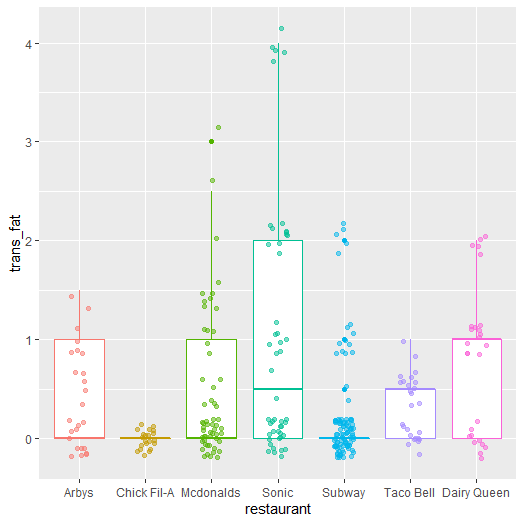 4
3
2
1
0
trans_fat
Arbys Chick Fil-A Mcdonalds Sonic Subway Taco Bell Dairy Queen
restaurant